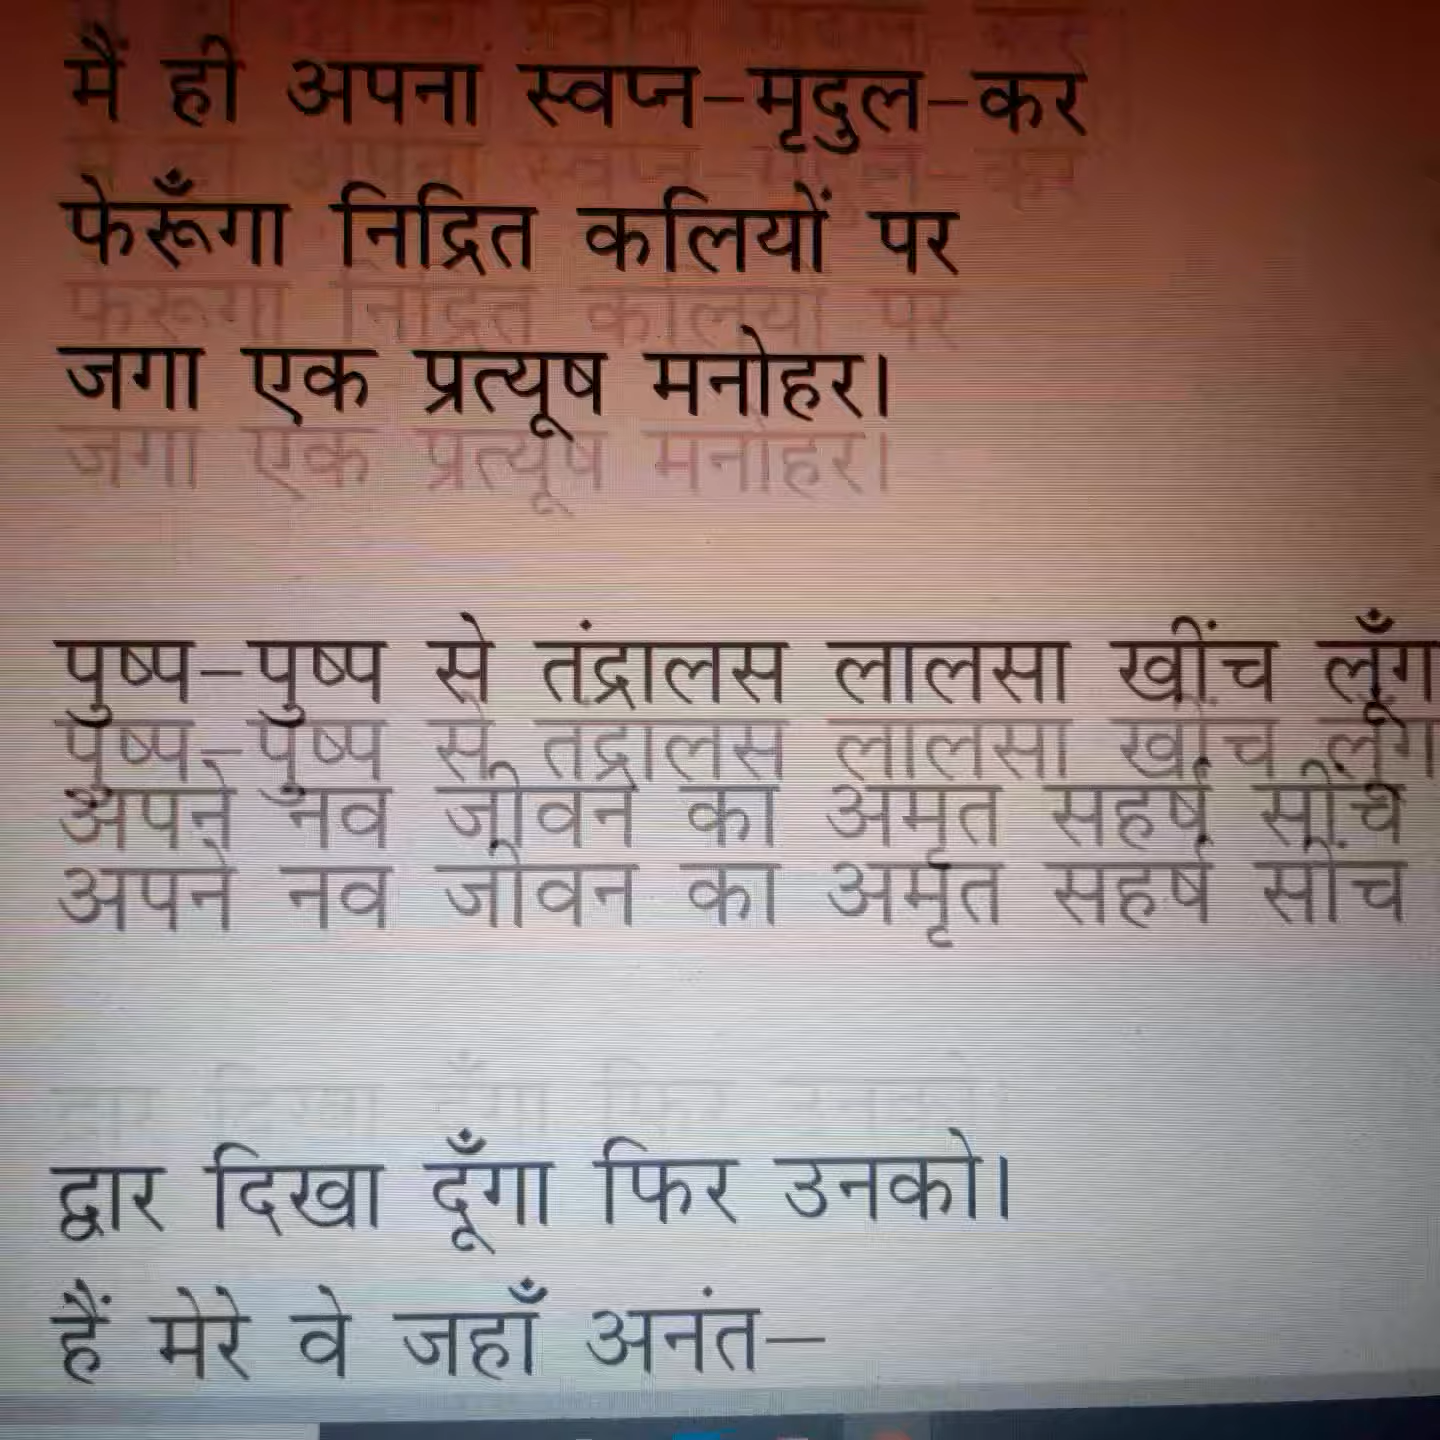 मैं ही अपना स्वप्न-मृदुल-कर
फेरूँगा निद्रित कलियों पर
जगा एक प्रत्यूष मनोहर।
पुष्प-पुष्प से तंद्रालस लालसा खींच लूँग
अपने नव जीवन का अमृत सहर्ष सींच
द्वार दिखा दूँगा फिर उनको।
हैं मेरे वे जहाँ अनंत–